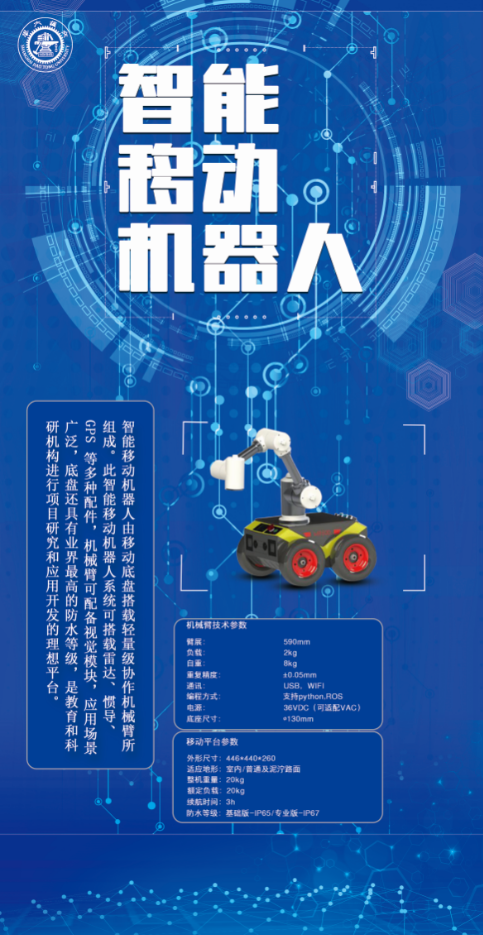 智能
移动
机器人
智能移动机器人由移动底盘搭载轻量级协作机械臂所
组成。此智能移动机器人系统可搭载雷达、惯导、
GPS 等多种配件，机械臂可配备视觉模块，应用场景
广泛，底盘还具有业界最高的防水等级，是教育和科
研机构进行项目研究和应用开发的理想平台。
机械臂技术参数
臂展： 590mm
负载： 2kg
自重： 8kg
重复精度： ±0.05mm
通讯： USB、WIFI
编程方式： 支持python,ROS
电源： 36VDC（可适配VAC）
底座尺寸： *130mm
移动平台参数
外形尺寸：446*440*260
适应地形：室内/普通及泥泞路面
整机重量：20kg
额定负载：20kg
续航时间：3h
防水等级：基础版-IP65/专业版-IP67